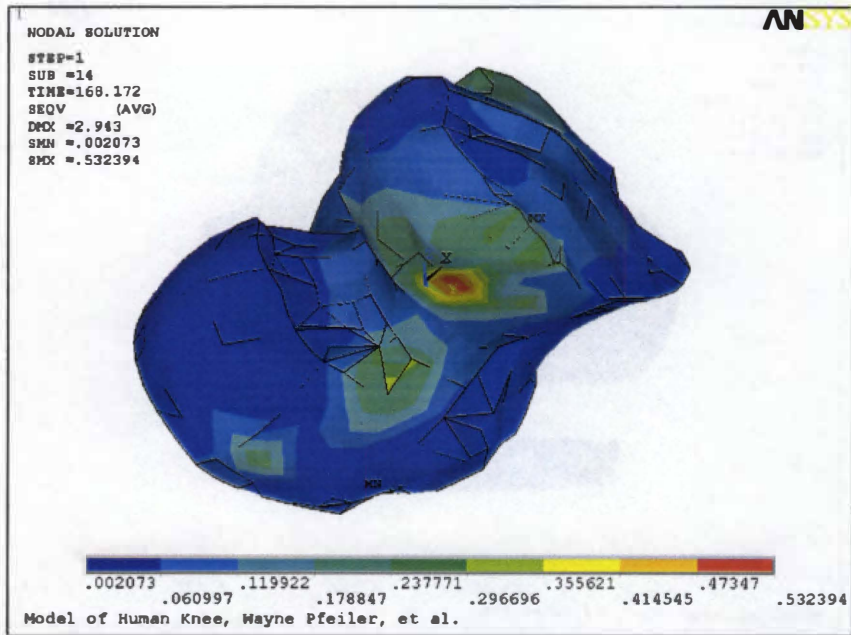 ANSYS
NODAL SOLUTION
STEP=1
SUB =14
TIME=168.172
SEQV (AVG)
DMX =2.943
SMN =.002073
SMX =.532394
MX
X
MN
.002073 .119922 .237771 .355621 .47347
.060997 .178847 .296696 .414545 .532394
Model of Human Knee, Wayne Pfeiler, et al.